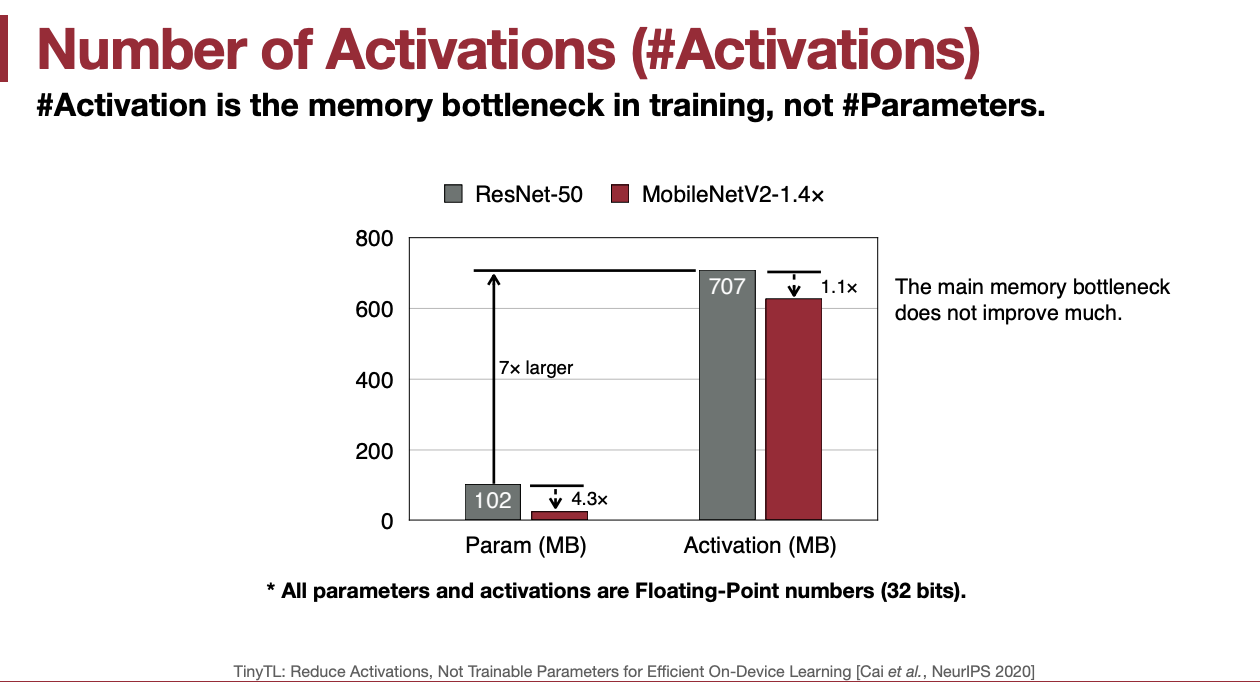 Number of Activations (#Activations)
#Activation is the memory bottleneck in training, not #Parameters.
ResNet-50 MobileNetV2-1.4×
800
600
400
200
0
707
1.1×
7× larger
102
4.3×
Param (MB) Activation (MB)
The main memory bottleneck
does not improve much.
* All parameters and activations are Floating-Point numbers (32 bits).
TinyTL: Reduce Activations, Not Trainable Parameters for Efficient On-Device Learning [Cai et al., NeurIPS 2020]